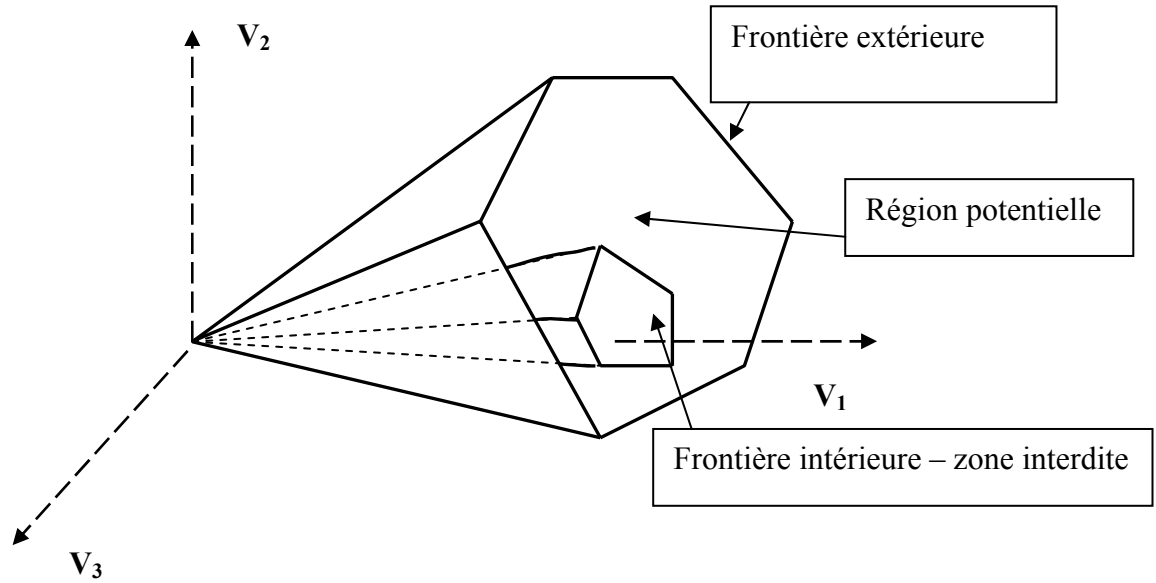 V2
Frontière extérieure
Région potentielle
V1
Frontière intérieure – zone interdite
V3